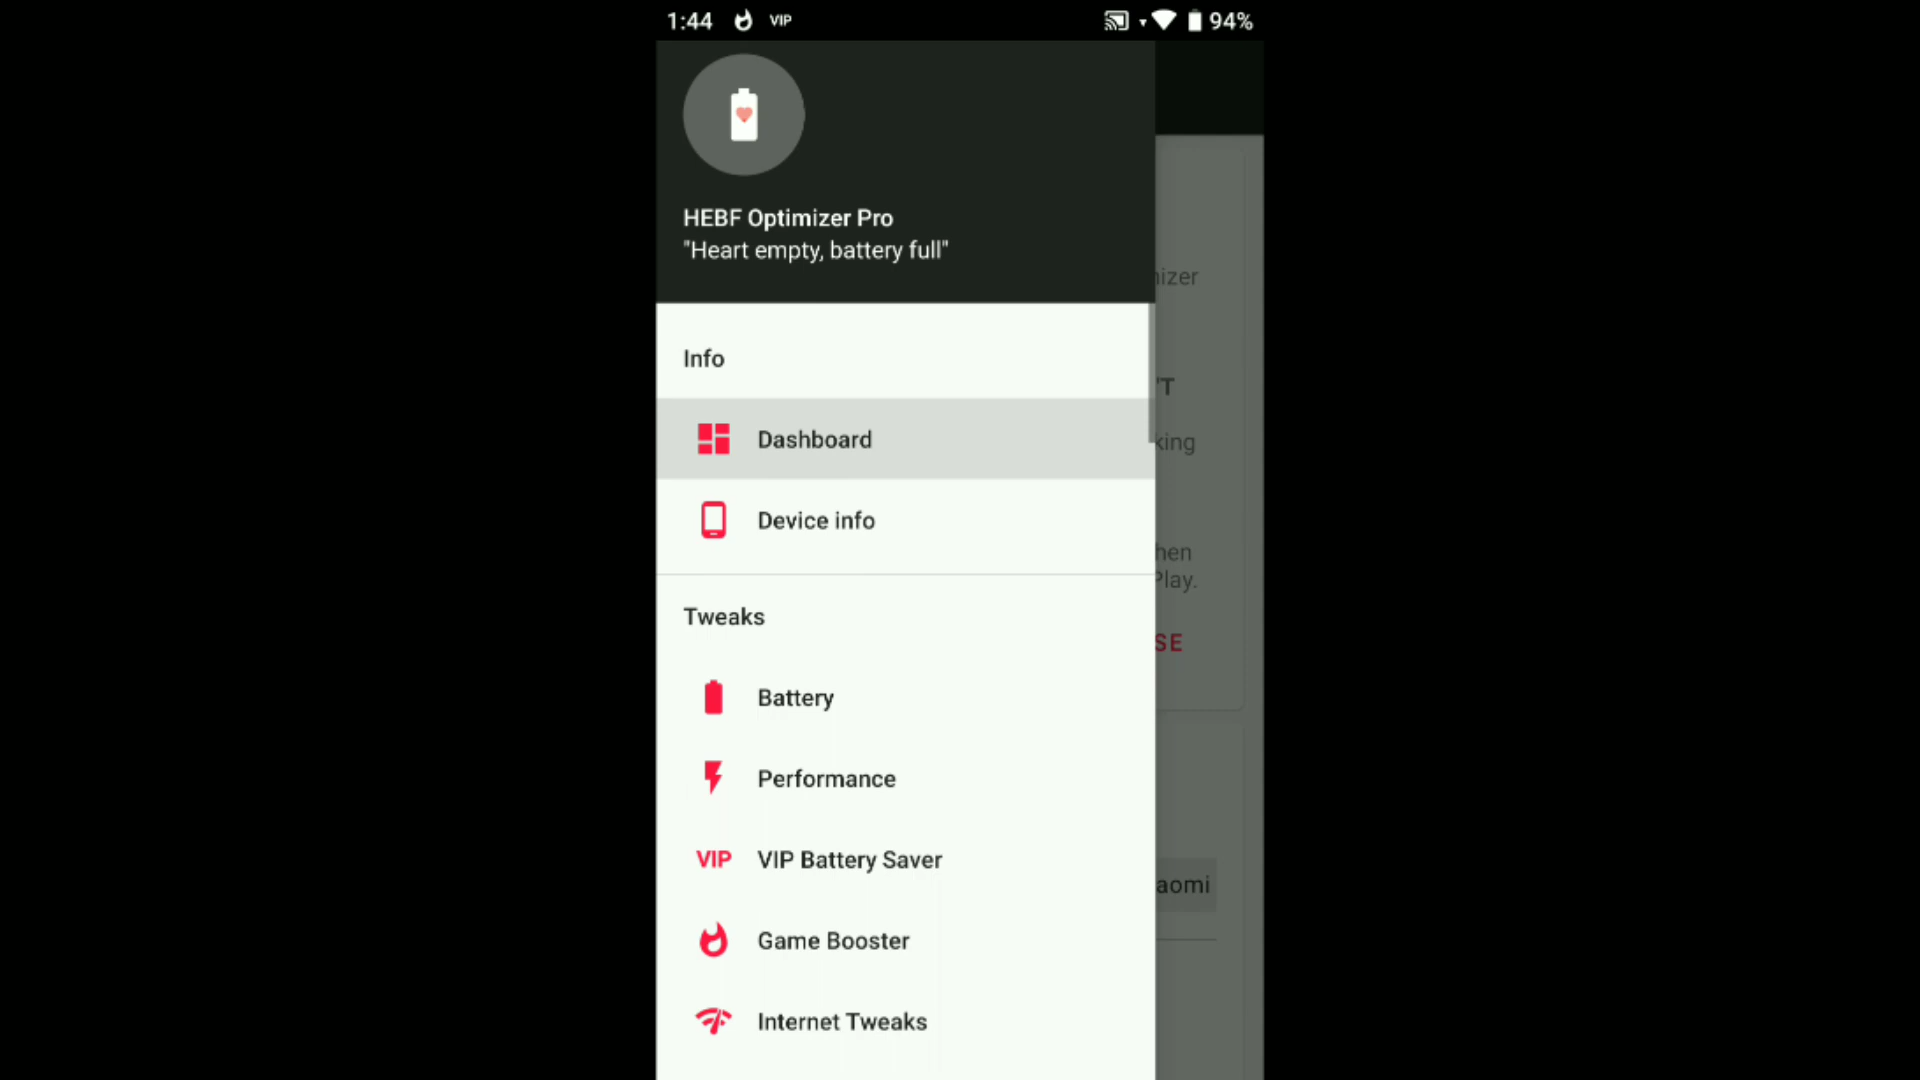 1:44 VIP 94%
HEBF Optimizer Pro
"Heart empty, battery full"
Info
Dashboard
Device info
Tweaks
Battery
Performance
VIP VIP Battery Saver
Game Booster
Internet Tweaks
nizer
'T
king
hen
Play.
SE
aomi